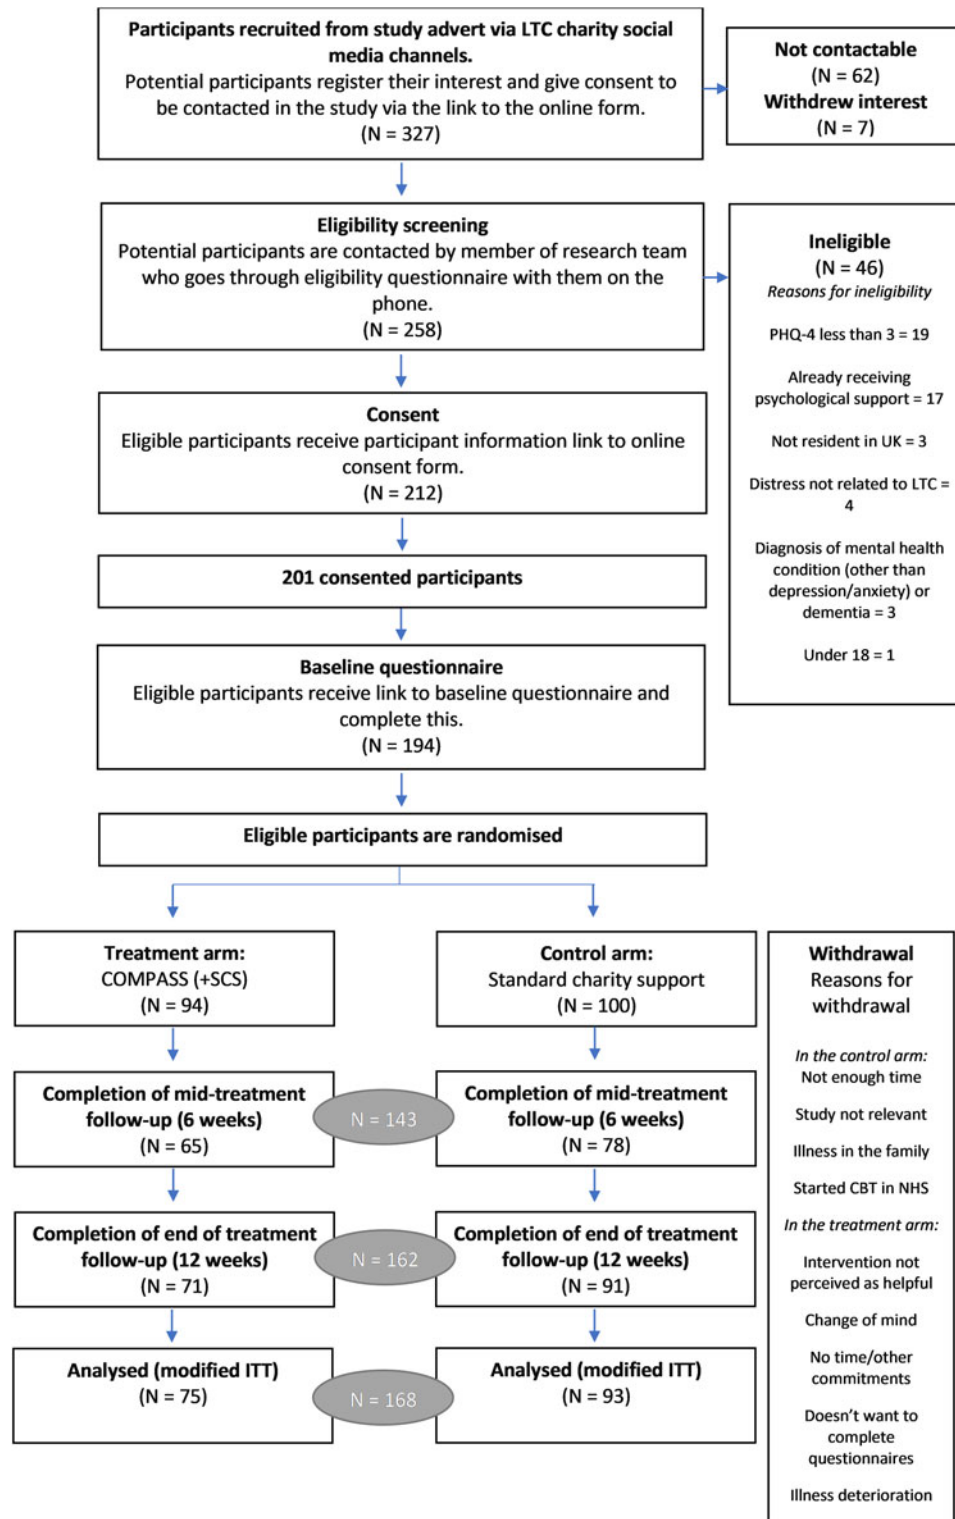 Participants recruited from study advert via LTC charity social
media channels.
Potential participants register their interest and give consent to
be contacted in the study via the link to the online form.
(N = 327)
Not contactable
(N = 62)
Withdrew interest
(N = 7)
Eligibility screening
Potential participants are contacted by member of research team
who goes through eligibility questionnaire with them on the
phone.
(N = 258)
Ineligible
(N = 46)
Reasons for ineligibility
PHQ-4 less than 3 = 19
Already receiving
psychological support = 17
Not resident in UK = 3
Distress not related to LTC =
4
Diagnosis of mental health
condition (other than
depression/anxiety) or
dementia = 3
Under 18 = 1
Consent
Eligible participants receive participant information link to online
consent form.
(N = 212)
201 consented participants
Baseline questionnaire
Eligible participants receive link to baseline questionnaire and
complete this.
(N = 194)
Eligible participants are randomised
Treatment arm:
COMPASS (+SCS)
(N = 94)
Control arm:
Standard charity support
(N = 100)
Completion of mid-treatment
follow-up (6 weeks)
(N = 65)
N = 143
Completion of mid-treatment
follow-up (6 weeks)
(N = 78)
Completion of end of treatment
follow-up (12 weeks)
(N = 71)
N = 162
Completion of end of treatment
follow-up (12 weeks)
(N = 91)
Analysed (modified ITT)
(N = 75)
N = 168
Analysed (modified ITT)
(N = 93)
Withdrawal
Reasons for
withdrawal
In the control arm:
Not enough time
Study not relevant
Illness in the family
Started CBT in NHS
In the treatment arm:
Intervention not
perceived as helpful
Change of mind
No time/other
commitments
Doesn't want to
complete
questionnaires
Illness deterioration